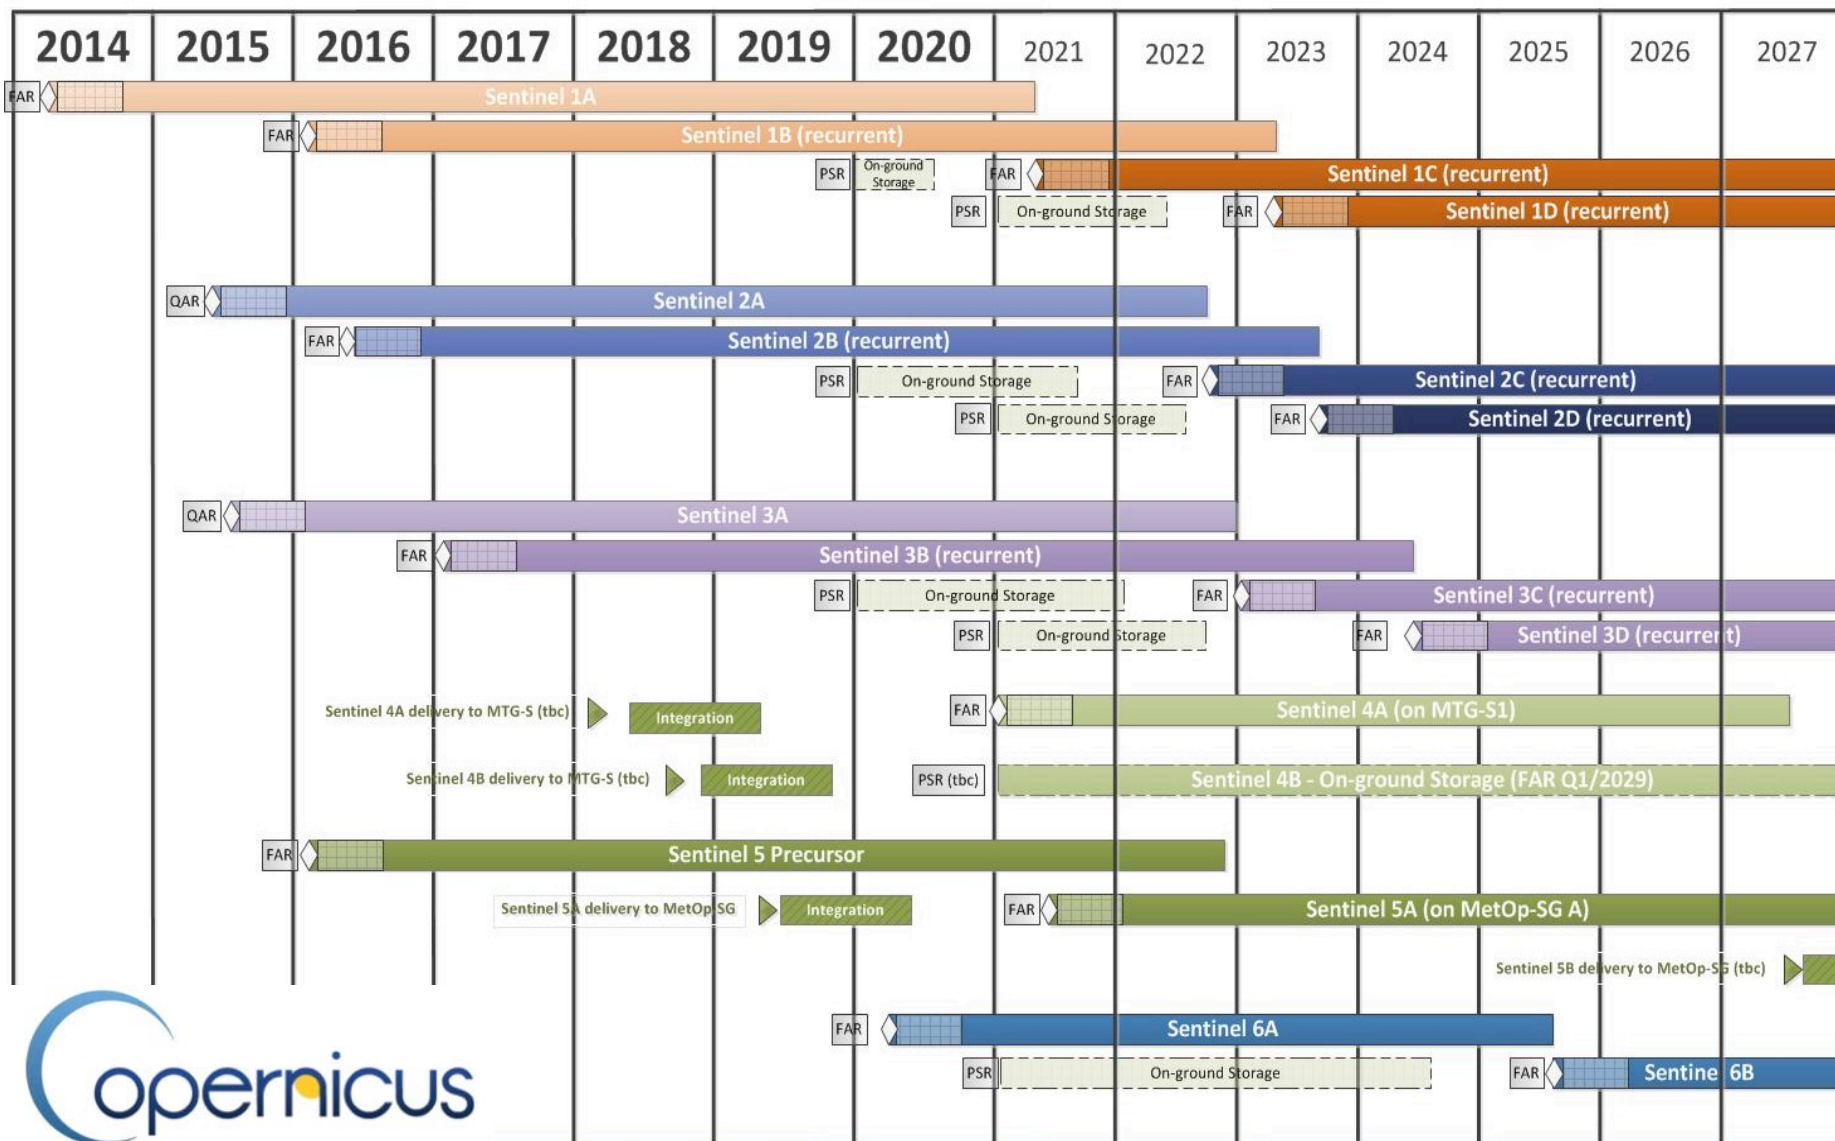 2014 2015 2016 2017 2018 2019 2020 2021 2022 2023 2024 2025 2026 2027
FAR Sentinel 1A
FAR Sentinel 1B (recurrent)
PSR On-ground Storage FAR Sentinel 1C (recurrent)
PSR On-ground Storage FAR Sentinel 1D (recurrent)
QAR Sentinel 2A
FAR Sentinel 2B (recurrent)
PSR On-ground Storage FAR Sentinel 2C (recurrent)
PSR On-ground Storage FAR Sentinel 2D (recurrent)
QAR Sentinel 3A
FAR Sentinel 3B (recurrent)
PSR On-ground Storage FAR Sentinel 3C (recurrent)
PSR On-ground Storage FAR Sentinel 3D (recurrent)
Sentinel 4A delivery to MTG-S (tbc) Integration FAR Sentinel 4A (on MTG-S1)
Sentinel 4B delivery to MTG-S (tbc) Integration PSR (tbc) Sentinel 4B - On-ground Storage (FAR Q1/2029)
FAR Sentinel 5 Precursor
Sentinel 5A delivery to MetOp-SG Integration FAR Sentinel 5A (on MetOp-SG A)
Sentinel 5B delivery to MetOp-SG (tbc)
FAR Sentinel 6A
PSR On-ground Storage FAR Sentinel 6B
Copernicus